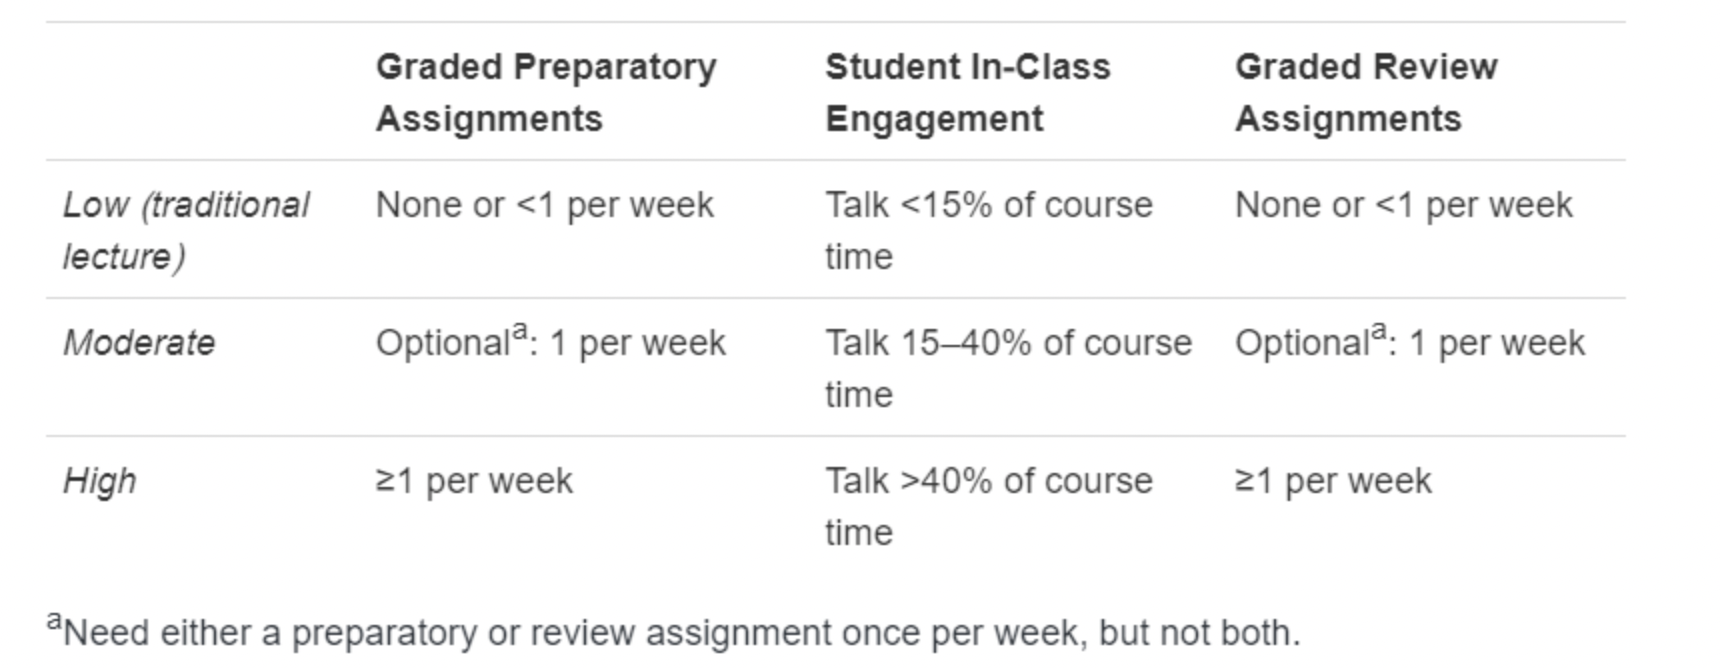 Graded Preparatory Assignments
Student In-Class Engagement
Graded Review Assignments
Low (traditional lecture)
None or <1 per week
Talk <15% of course time
None or <1 per week
Moderate
Optionalᵃ: 1 per week
Talk 15–40% of course time
Optionalᵃ: 1 per week
High
≥1 per week
Talk >40% of course time
≥1 per week
ᵃNeed either a preparatory or review assignment once per week, but not both.